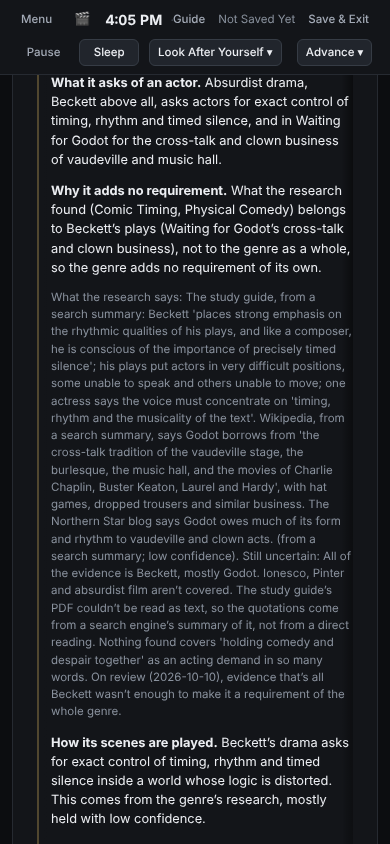 Menu 🎬 4:05 PM Guide Not Saved Yet Save & Exit
Pause Sleep Look After Yourself ▾ Advance ▾
What it asks of an actor. Absurdist drama,
Beckett above all, asks actors for exact control of
timing, rhythm and timed silence, and in Waiting
for Godot for the cross-talk and clown business
of vaudeville and music hall.
Why it adds no requirement. What the research
found (Comic Timing, Physical Comedy) belongs
to Beckett's plays (Waiting for Godot's cross-talk
and clown business), not to the genre as a whole,
so the genre adds no requirement of its own.
What the research says: The study guide, from a
search summary: Beckett 'places strong emphasis on
the rhythmic qualities of his plays, and like a composer,
he is conscious of the importance of precisely timed
silence'; his plays put actors in very difficult positions,
some unable to speak and others unable to move; one
actress says the voice must concentrate on 'timing,
rhythm and the musicality of the text'. Wikipedia, from
a search summary, says Godot borrows from 'the
cross-talk tradition of the vaudeville stage, the
burlesque, the music hall, and the movies of Charlie
Chaplin, Buster Keaton, Laurel and Hardy', with hat
games, dropped trousers and similar business. The
Northern Star blog says Godot owes much of its form
and rhythm to vaudeville and clown acts. (from a
search summary; low confidence). Still uncertain: All of
the evidence is Beckett, mostly Godot. Ionesco, Pinter
and absurdist film aren't covered. The study guide's
PDF couldn't be read as text, so the quotations come
from a search engine's summary of it, not from a direct
reading. Nothing found covers 'holding comedy and
despair together' as an acting demand in so many
words. On review (2026-10-10), evidence that's all
Beckett wasn't enough to make it a requirement of the
whole genre.
How its scenes are played. Beckett's drama asks
for exact control of timing, rhythm and timed
silence inside a world whose logic is distorted.
This comes from the genre's research, mostly
held with low confidence.